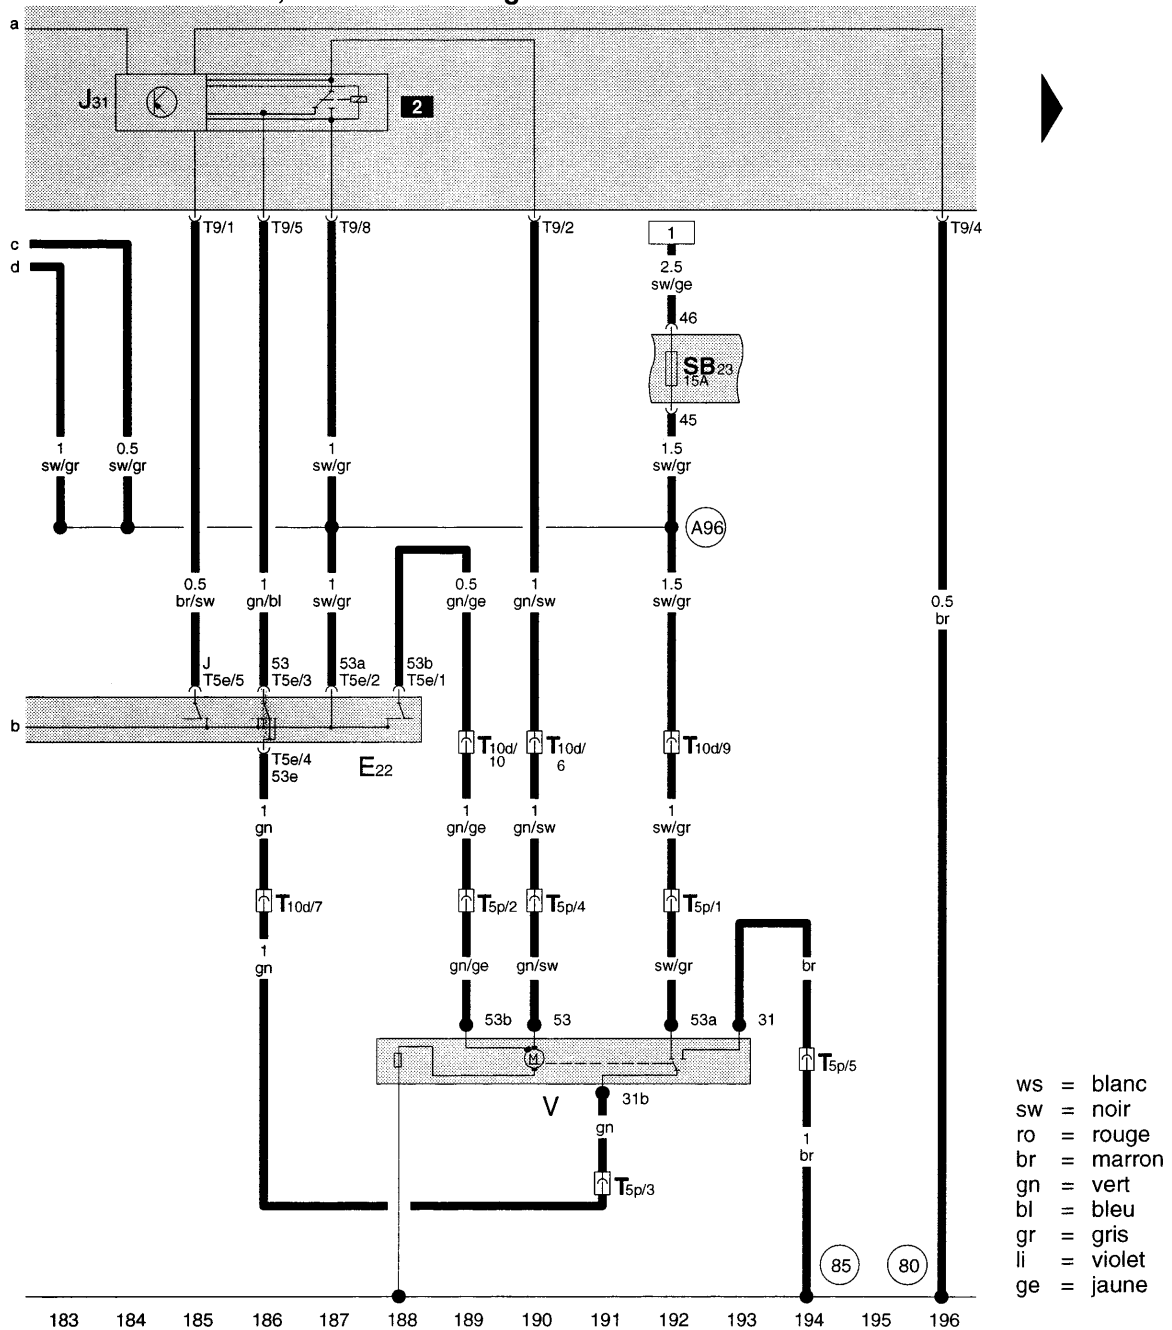 a
J31
2
T9/1 T9/5 T9/8 T9/2 T9/4
1
c
d
2.5
sw/ge
46
SB23
15A
45
1 0.5 1 1.5
sw/gr sw/gr sw/gr sw/gr
A96
0.5 1 1 0.5 1 1.5 0.5
br/sw gn/bl sw/gr gn/ge gn/sw sw/gr br
J 53 53a 53b
T5e/5 T5e/3 T5e/2 T5e/1
b
T5e/4
53e
E22
T10d/10 T10d/6 T10d/9
1 1 1 1
gn gn/ge gn/sw sw/gr
T10d/7 T5p/2 T5p/4 T5p/1
1
gn gn/ge gn/sw sw/gr br
53b 53 53a 31
M
T5p/5
V
31b
gn
1
br
T5p/3
85
80
183 184 185 186 187 188 189 190 191 192 193 194 195 196
ws = blanc
sw = noir
ro = rouge
br = marron
gn = vert
bl = bleu
gr = gris
li = violet
ge = jaune